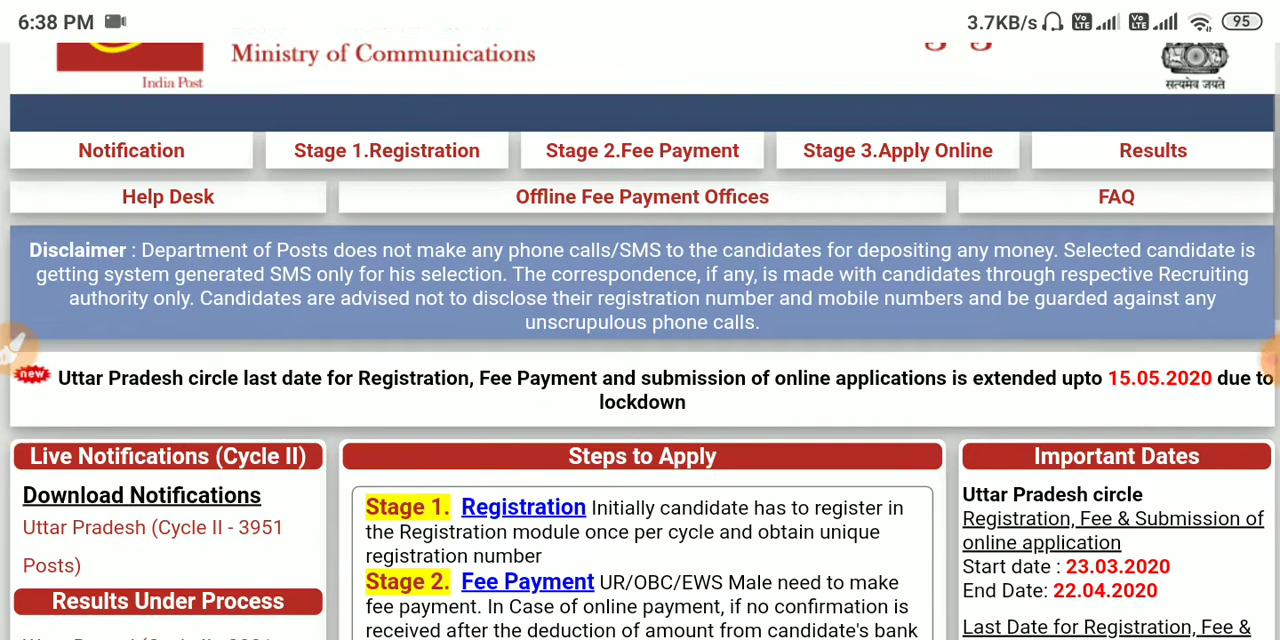 6:38 PM
3.7KB/s Vo LTE Vo LTE 95
Ministry of Communications
India Post
सत्यमेव जयते
Notification
Stage 1.Registration
Stage 2.Fee Payment
Stage 3.Apply Online
Results
Help Desk
Offline Fee Payment Offices
FAQ
Disclaimer : Department of Posts does not make any phone calls/SMS to the candidates for depositing any money. Selected candidate is
getting system generated SMS only for his selection. The correspondence, if any, is made with candidates through respective Recruiting
authority only. Candidates are advised not to disclose their registration number and mobile numbers and be guarded against any
unscrupulous phone calls.
new Uttar Pradesh circle last date for Registration, Fee Payment and submission of online applications is extended upto 15.05.2020 due to
lockdown
Live Notifications (Cycle II)
Download Notifications
Uttar Pradesh (Cycle II - 3951
Posts)
Results Under Process
Steps to Apply
Stage 1. Registration Initially candidate has to register in
the Registration module once per cycle and obtain unique
registration number
Stage 2. Fee Payment UR/OBC/EWS Male need to make
fee payment. In Case of online payment, if no confirmation is
received after the deduction of amount from candidate's bank
Important Dates
Uttar Pradesh circle
Registration, Fee & Submission of
online application
Start date : 23.03.2020
End Date: 22.04.2020
Last Date for Registration, Fee &